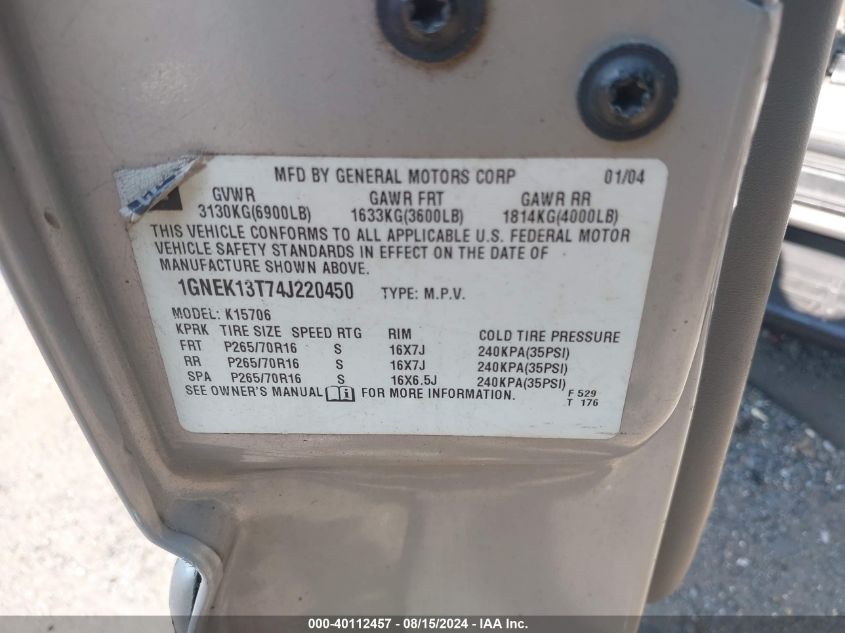 MFD BY GENERAL MOTORS CORP 01/04
GVWR GAWR FRT GAWR RR
3130KG(6900LB) 1633KG(3600LB) 1814KG(4000LB)
THIS VEHICLE CONFORMS TO ALL APPLICABLE U.S. FEDERAL MOTOR
VEHICLE SAFETY STANDARDS IN EFFECT ON THE DATE OF
MANUFACTURE SHOWN ABOVE.
1GNEK13T74J220450 TYPE: M.P.V.
MODEL: K15706
KPRK TIRE SIZE SPEED RTG RIM COLD TIRE PRESSURE
FRT P265/70R16 S 16X7J 240KPA(35PSI)
RR P265/70R16 S 16X7J 240KPA(35PSI)
SPA P265/70R16 S 16X6.5J 240KPA(35PSI)
SEE OWNER'S MANUAL FOR MORE INFORMATION.
F 529
T 176
000-40112457 - 08/15/2024 - IAA Inc.